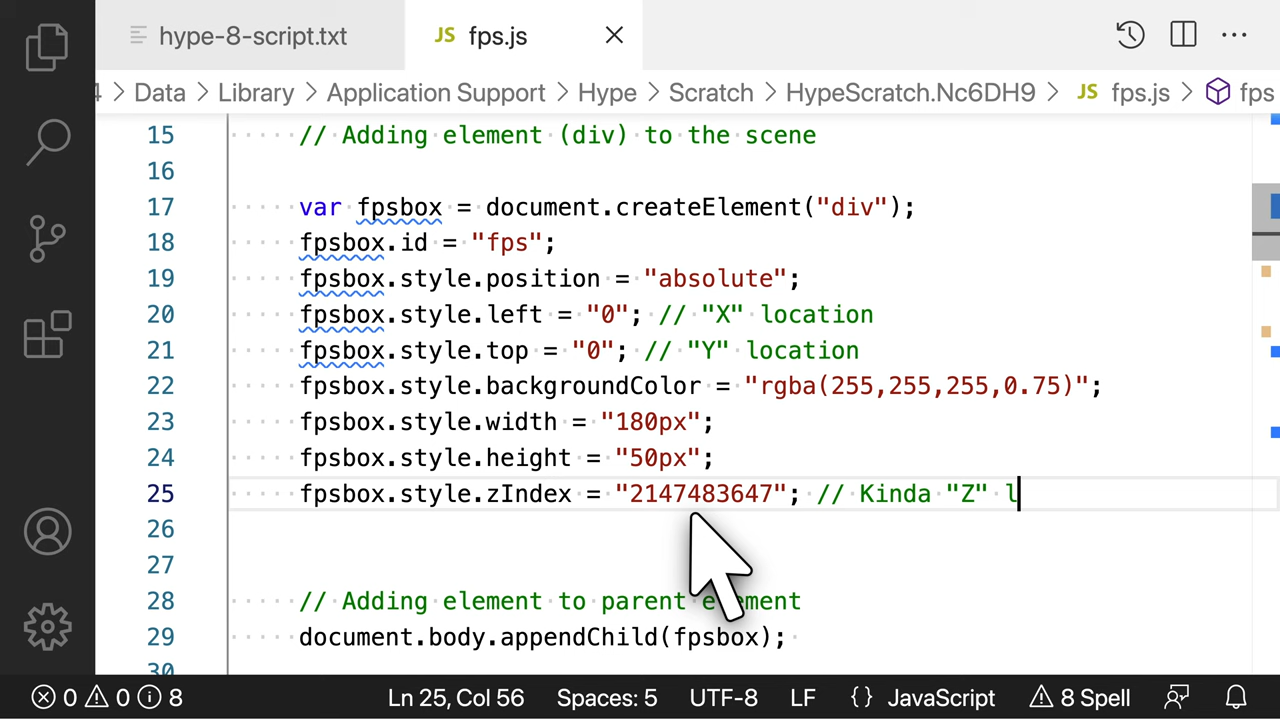 hype-8-script.txt JS fps.js
4 > Data > Library > Application Support > Hype > Scratch > HypeScratch.Nc6DH9 > JS fps.js > fps
15 // Adding element (div) to the scene
16
17 var fpsbox = document.createElement("div");
18 fpsbox.id = "fps";
19 fpsbox.style.position = "absolute";
20 fpsbox.style.left = "0"; // "X" location
21 fpsbox.style.top = "0"; // "Y" location
22 fpsbox.style.backgroundColor = "rgba(255,255,255,0.75)";
23 fpsbox.style.width = "180px";
24 fpsbox.style.height = "50px";
25 fpsbox.style.zIndex = "2147483647"; // Kinda "Z" l
26
27
28 // Adding element to parent element
29 document.body.appendChild(fpsbox);
30
0 0 8 Ln 25, Col 56 Spaces: 5 UTF-8 LF {} JavaScript 8 Spell